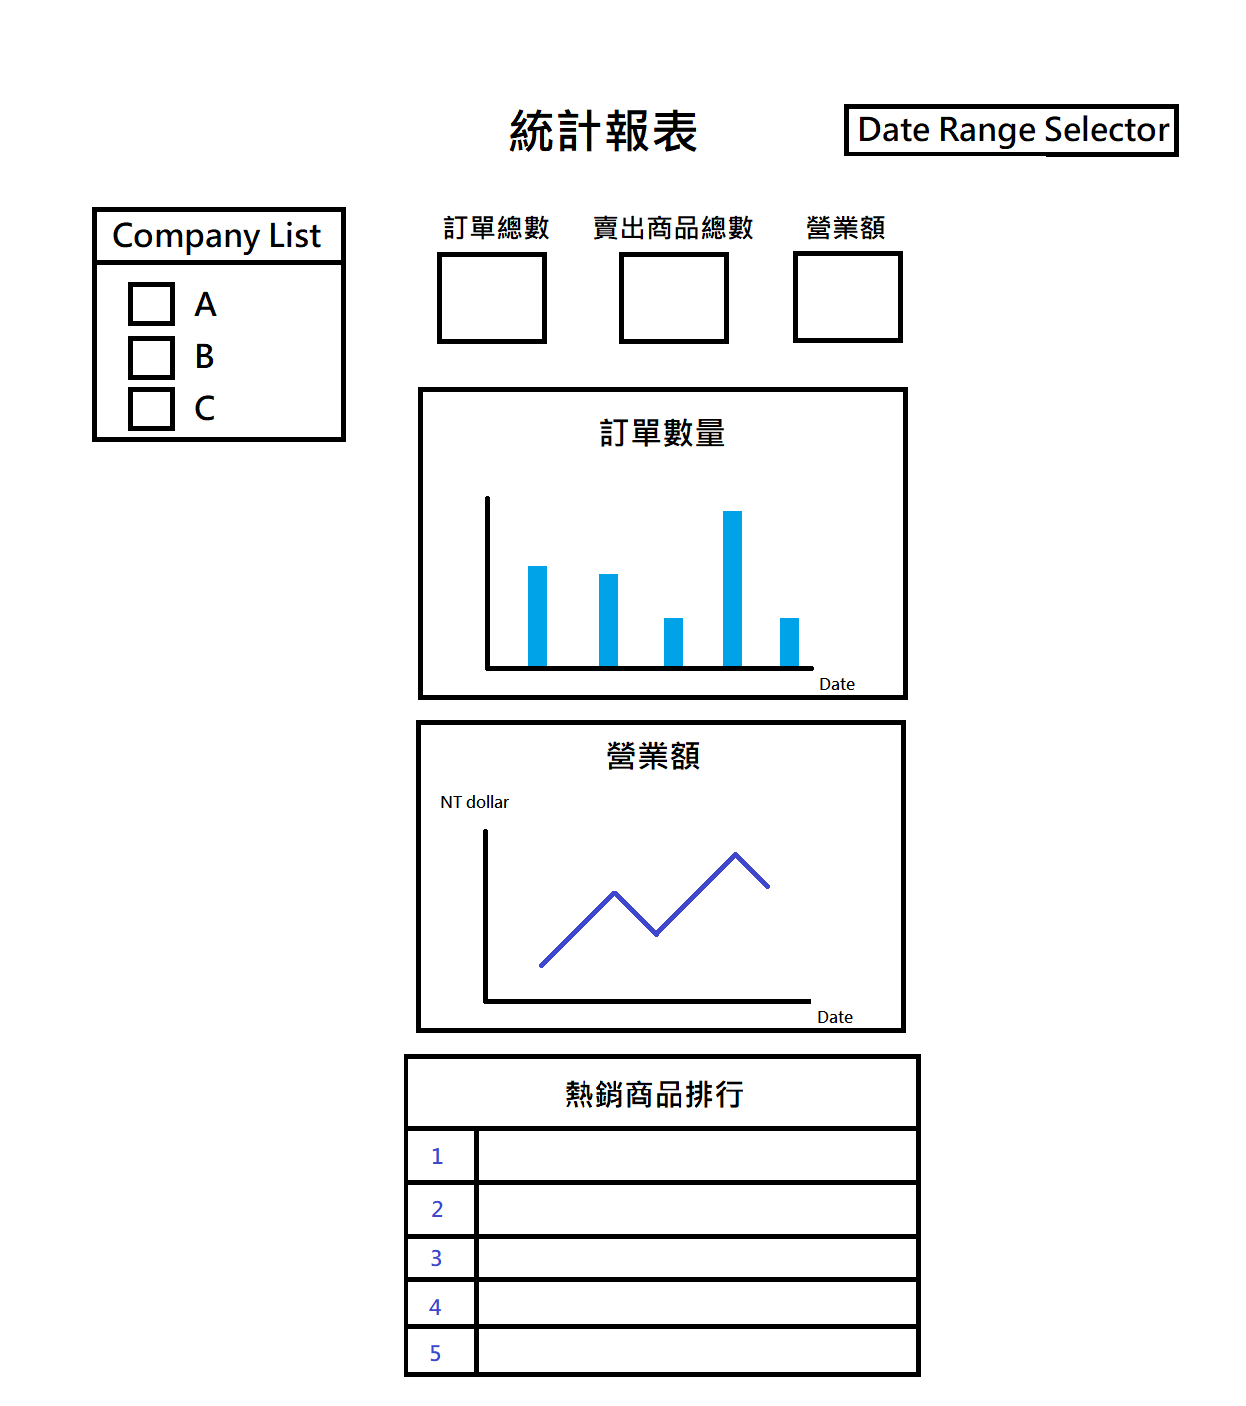 統計報表
Date Range Selector
Company List
A
B
C
訂單總數
賣出商品總數
營業額
訂單數量
Date
營業額
NT dollar
Date
熱銷商品排行
1
2
3
4
5